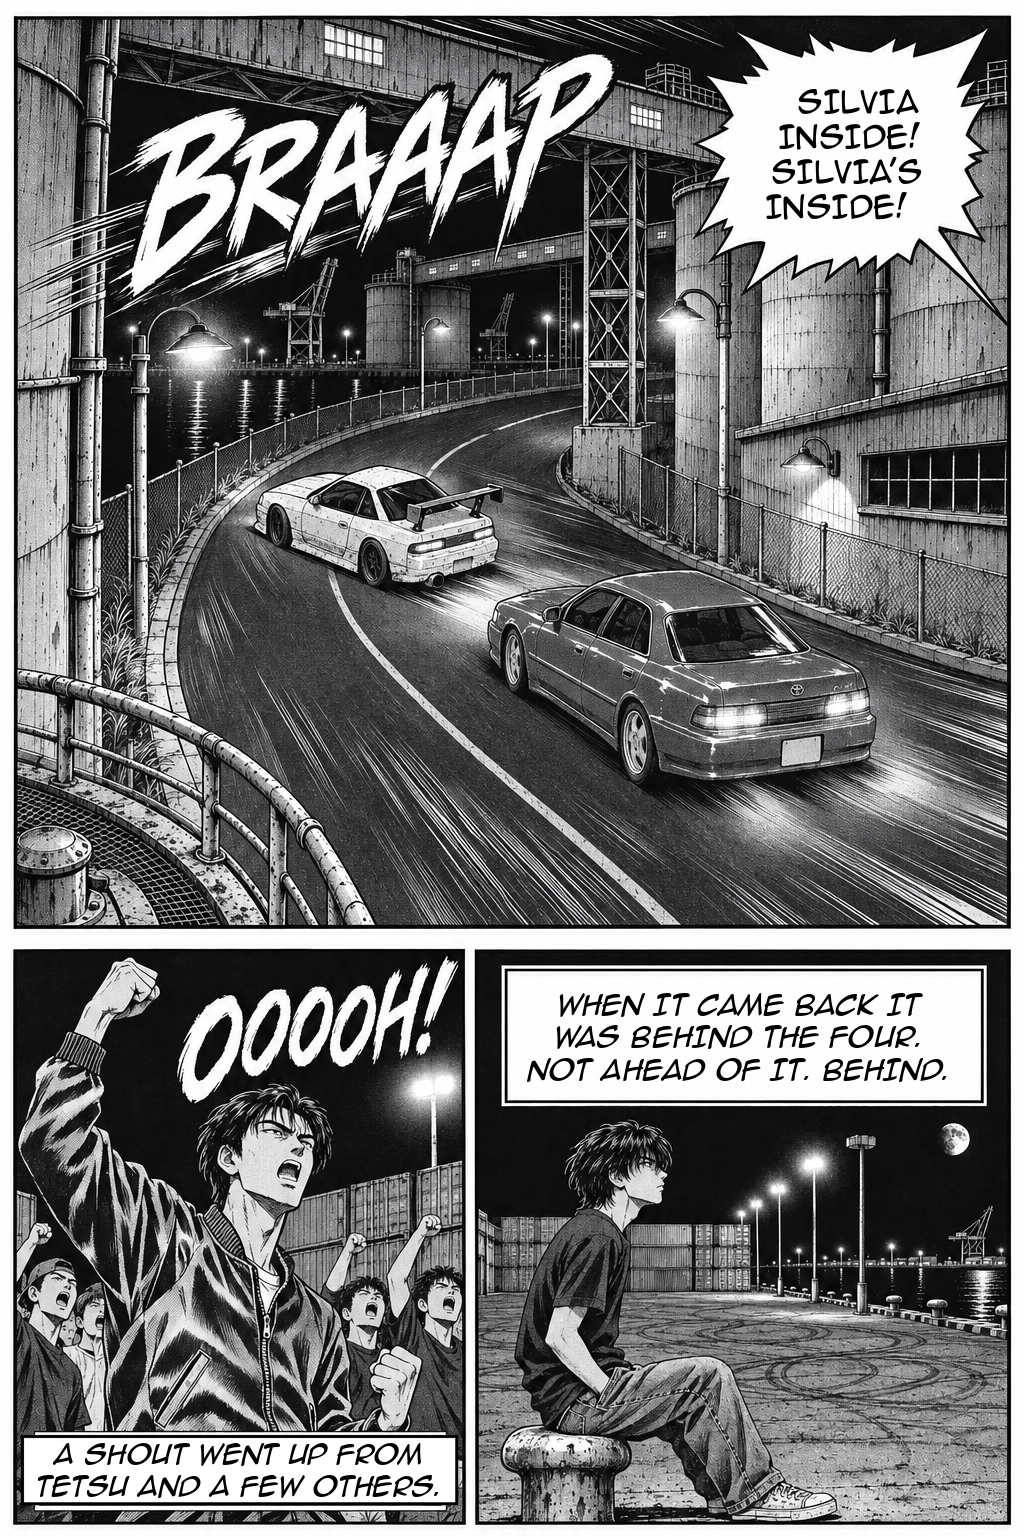 BRAAAP
SILVIA
INSIDE!
SILVIA'S
INSIDE!
OOOOH!
A SHOUT WENT UP FROM
TETSU AND A FEW OTHERS.
WHEN IT CAME BACK IT
WAS BEHIND THE FOUR.
NOT AHEAD OF IT. BEHIND.